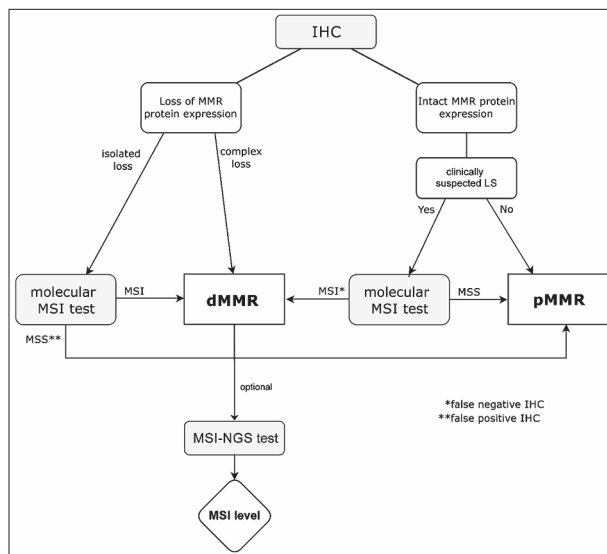 IHC
Loss of MMR
protein expression
Intact MMR protein
expression
isolated
loss
complex
loss
clinically
suspected LS
Yes
No
molecular
MSI test
MSI
dMMR
MSI*
molecular
MSI test
MSS
pMMR
MSS**
optional
*false negative IHC
**false positive IHC
MSI-NGS test
MSI level